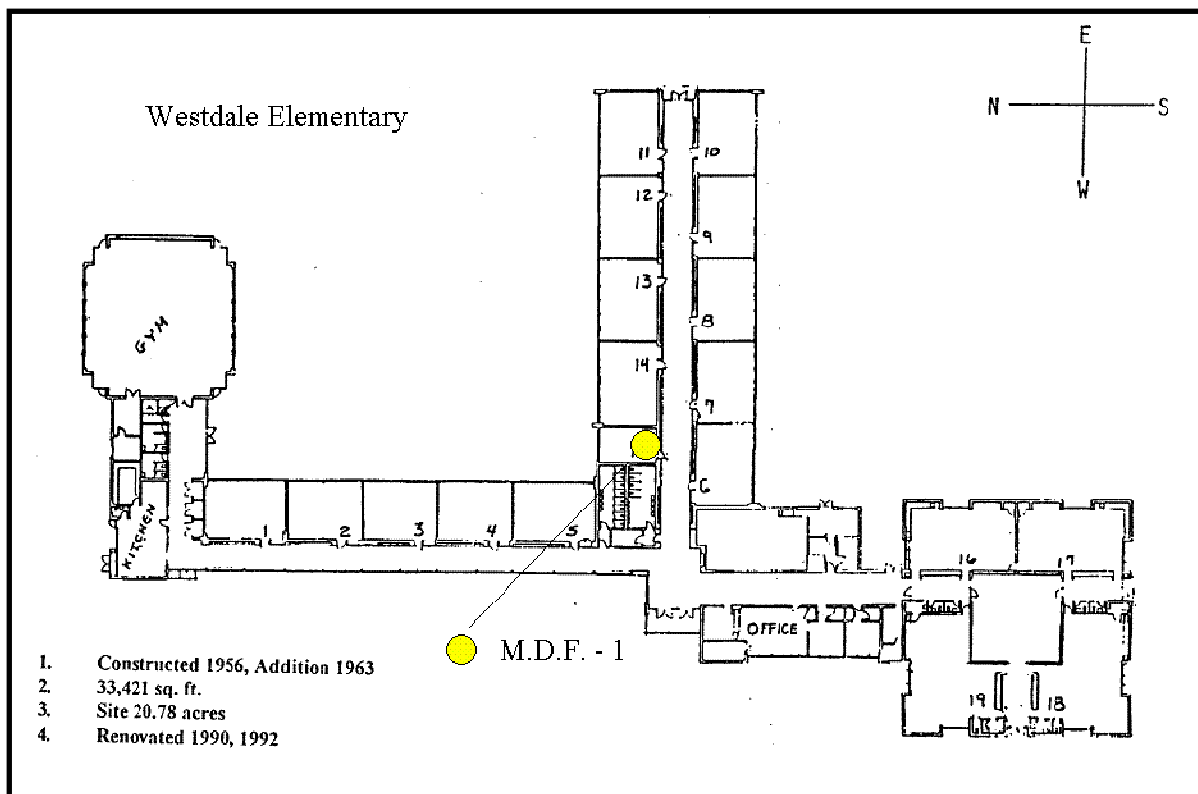 E
Westdale Elementary
N S
W
11 10
12
9
13
8
14
7
GYM
6
KITCHEN
1 2 3 4 5
16 17
OFFICE
M.D.F. - 1
19 18
1. Constructed 1956, Addition 1963
2. 33,421 sq. ft.
3. Site 20.78 acres
4. Renovated 1990, 1992